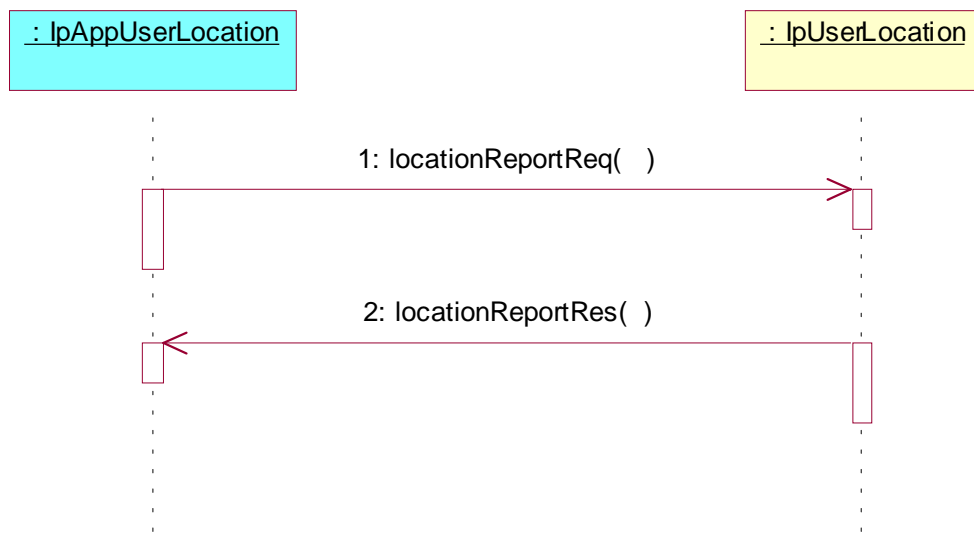 : IpAppUserLocation
: IpUserLocation
1: locationReportReq( )
2: locationReportRes( )